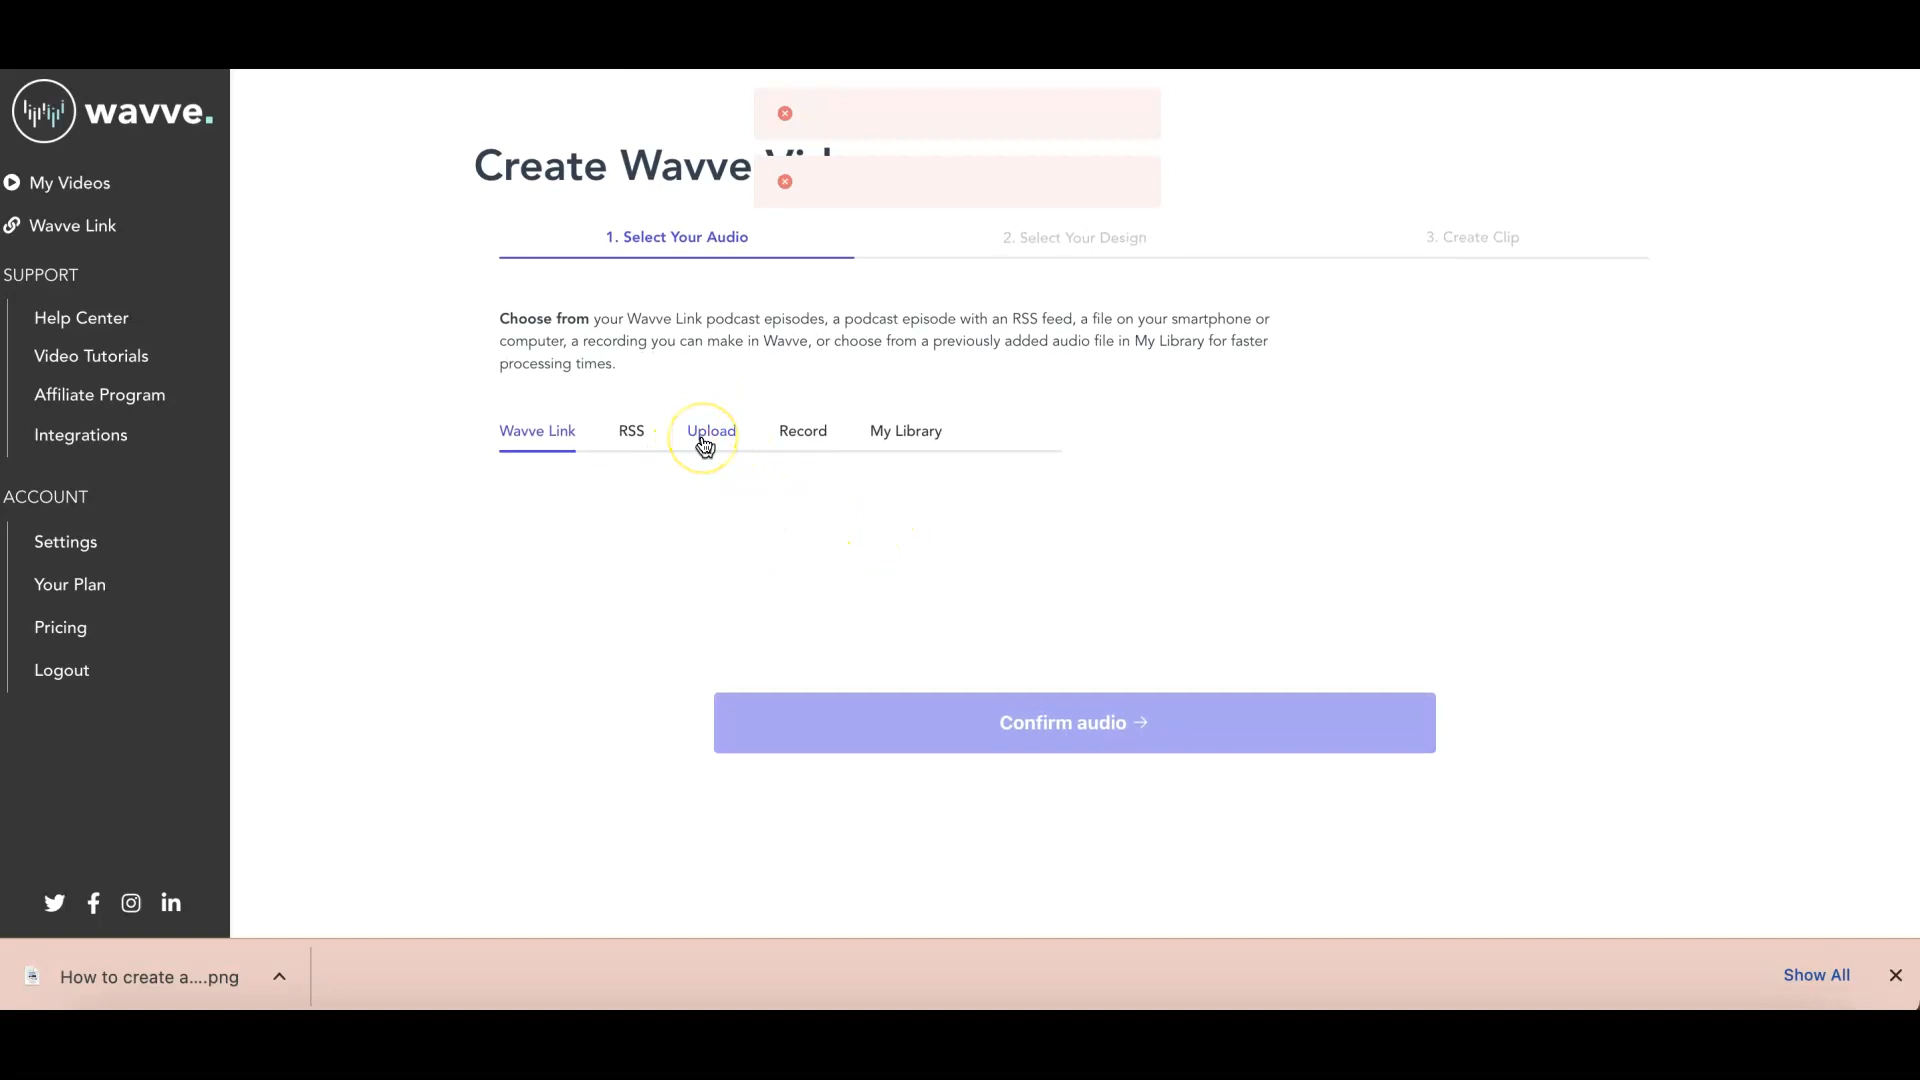 wavve.
My Videos
Wavve Link
SUPPORT
Help Center
Video Tutorials
Affiliate Program
Integrations
ACCOUNT
Settings
Your Plan
Pricing
Logout
Create Wavve
1. Select Your Audio
2. Select Your Design
3. Create Clip
Choose from your Wavve Link podcast episodes, a podcast episode with an RSS feed, a file on your smartphone or
computer, a recording you can make in Wavve, or choose from a previously added audio file in My Library for faster
processing times.
Wavve Link RSS Upload Record My Library
Confirm audio →
How to create a....png
Show All